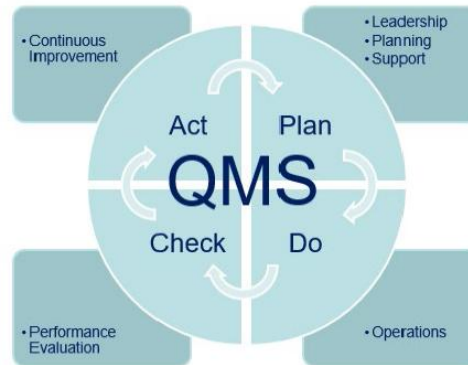 • Continuous
Improvement
• Leadership
• Planning
• Support
Act
Plan
QMS
Check
Do
• Performance
Evaluation
• Operations